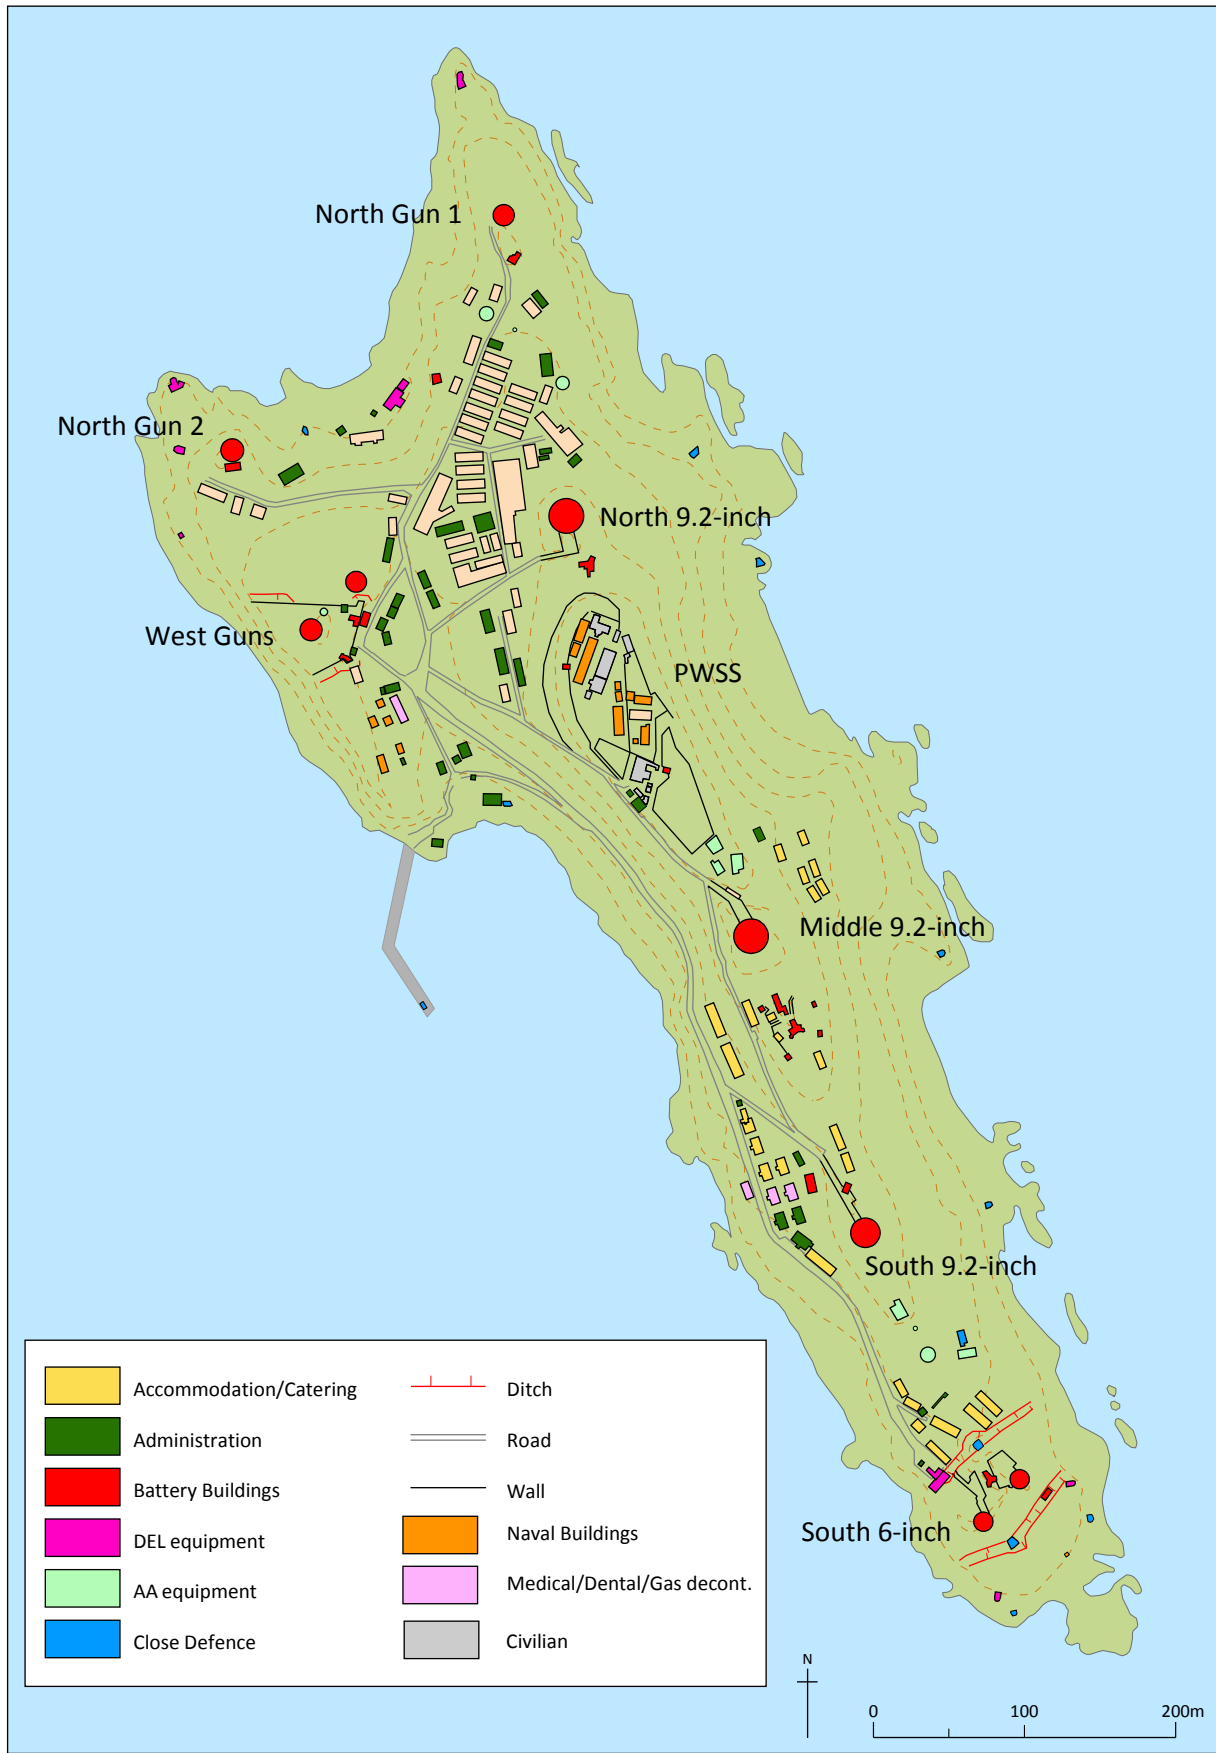 North Gun 1
North Gun 2
North 9.2-inch
West Guns
PWSS
Middle 9.2-inch
South 9.2-inch
South 6-inch
Accommodation/Catering
Administration
Battery Buildings
DEL equipment
AA equipment
Close Defence
Ditch
Road
Wall
Naval Buildings
Medical/Dental/Gas decont.
Civilian
N
0 100 200m